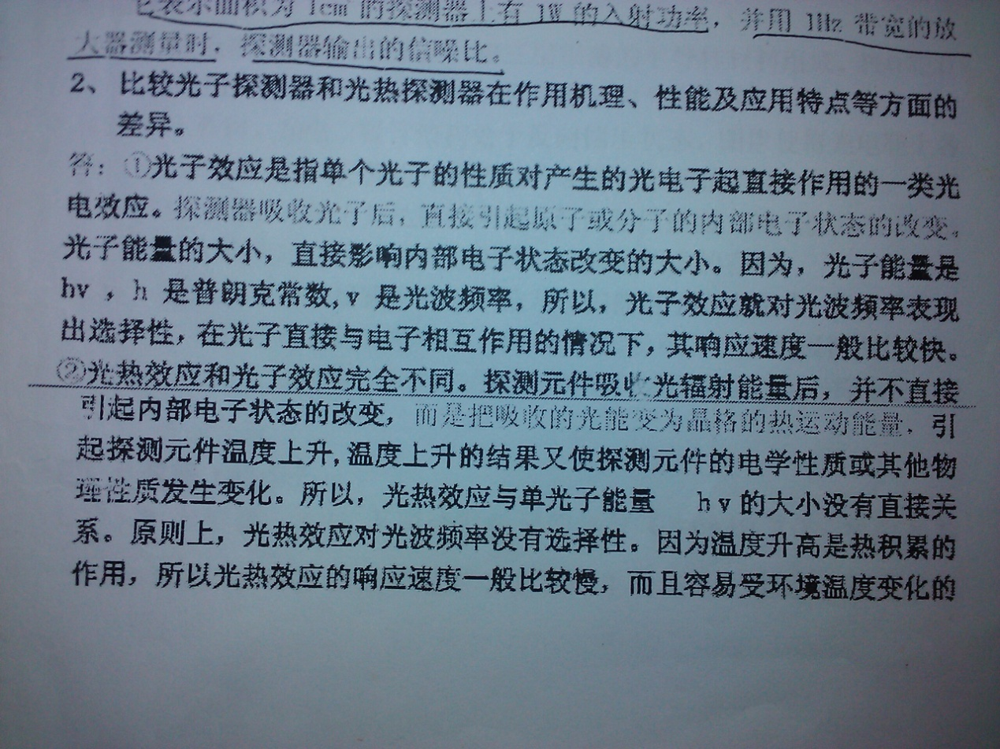 它表示面积为 1cm 的探测器上有 1W 的入射功率，并用 1Hz 带宽的放
大器测量时，探测器输出的信噪比。
2、比较光子探测器和光热探测器在作用机理、性能及应用特点等方面的
差异。
答：①光子效应是指单个光子的性质对产生的光电子起直接作用的一类光
电效应。探测器吸收光子后，直接引起原子或分子的内部电子状态的改变。
光子能量的大小，直接影响内部电子状态改变的大小。因为，光子能量是
hv ，h 是普朗克常数,v 是光波频率，所以，光子效应就对光波频率表现
出选择性，在光子直接与电子相互作用的情况下，其响应速度一般比较快。
②光热效应和光子效应完全不同。探测元件吸收光辐射能量后，并不直接
引起内部电子状态的改变，而是把吸收的光能变为晶格的热运动能量，引
起探测元件温度上升,温度上升的结果又使探测元件的电学性质或其他物
理性质发生变化。所以，光热效应与单光子能量 hv 的大小没有直接关
系。原则上，光热效应对光波频率没有选择性。因为温度升高是热积累的
作用，所以光热效应的响应速度一般比较慢，而且容易受环境温度变化的